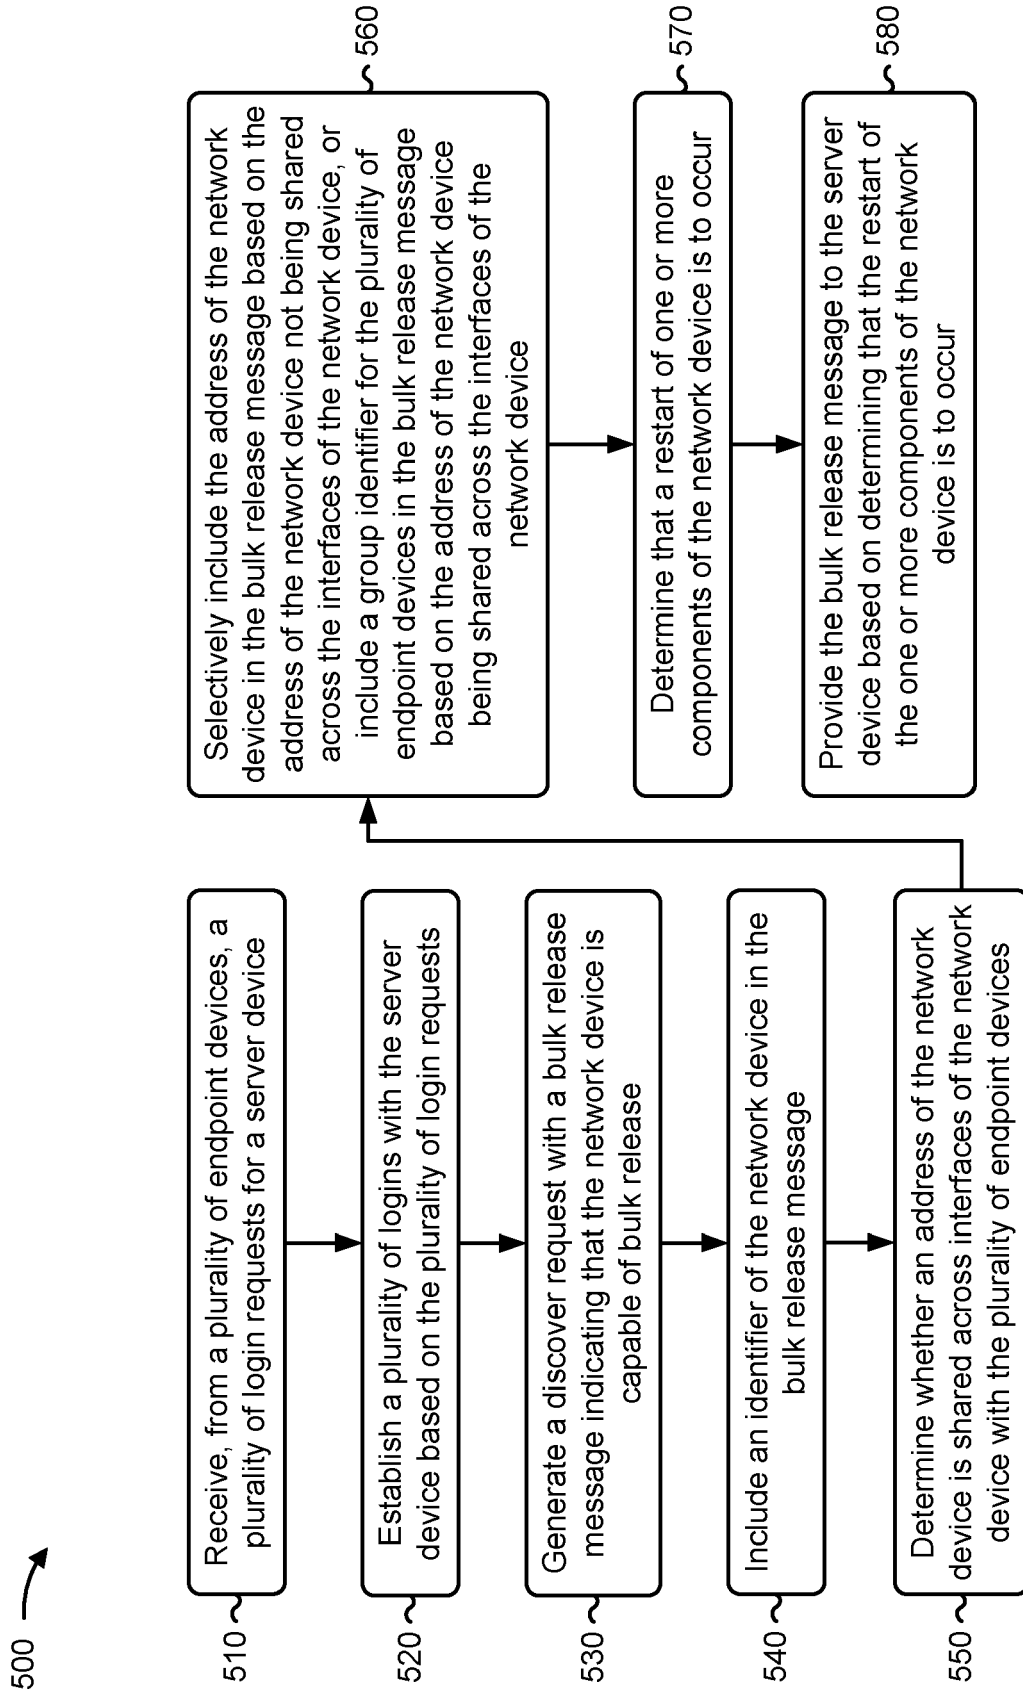 500
510
Receive, from a plurality of endpoint devices, a
plurality of login requests for a server device
520
Establish a plurality of logins with the server
device based on the plurality of login requests
530
Generate a discover request with a bulk release
message indicating that the network device is
capable of bulk release
540
Include an identifier of the network device in the
bulk release message
550
Determine whether an address of the network
device is shared across interfaces of the network
device with the plurality of endpoint devices
560
Selectively include the address of the network
device in the bulk release message based on the
address of the network device not being shared
across the interfaces of the network device, or
include a group identifier for the plurality of
endpoint devices in the bulk release message
based on the address of the network device
being shared across the interfaces of the
network device
570
Determine that a restart of one or more
components of the network device is to occur
580
Provide the bulk release message to the server
device based on determining that the restart of
the one or more components of the network
device is to occur